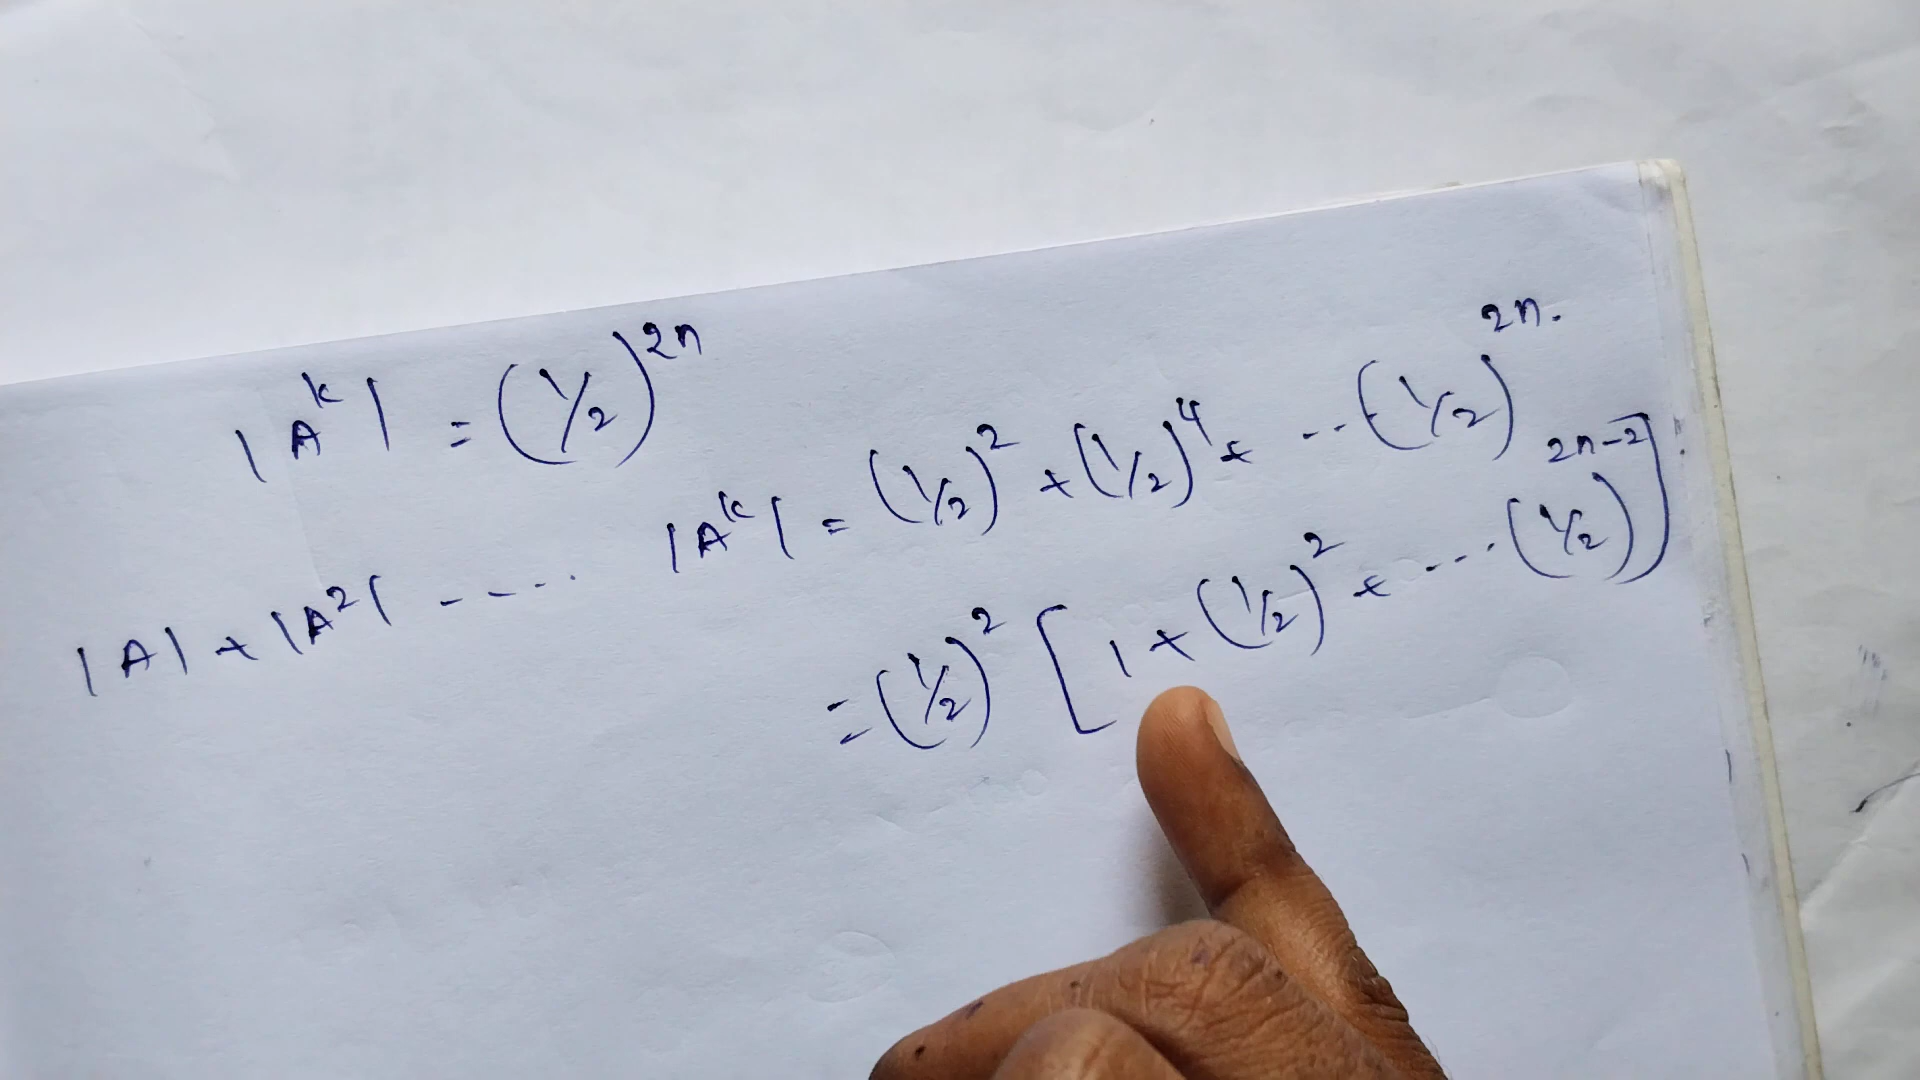 |A^k| = (1/2)^2n
|A| + |A^2| ---- |A^k| = (1/2)^2 + (1/2)^4 + --(1/2)^2n.
= (1/2)^2 [1 + (1/2)^2 + ---(1/2)^2n-2]